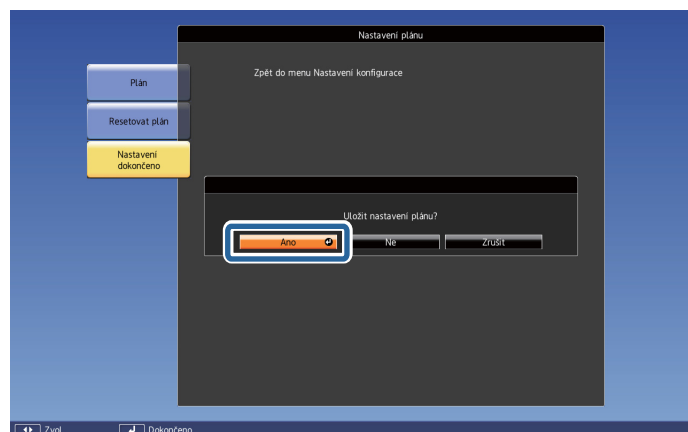 Nastavení plánu
Zpět do menu Nastavení konfigurace
Plán
Resetovat plán
Nastavení
dokončeno
Uložit nastavení plánu?
Ano Ne Zrušit
Zvol Dokončeno